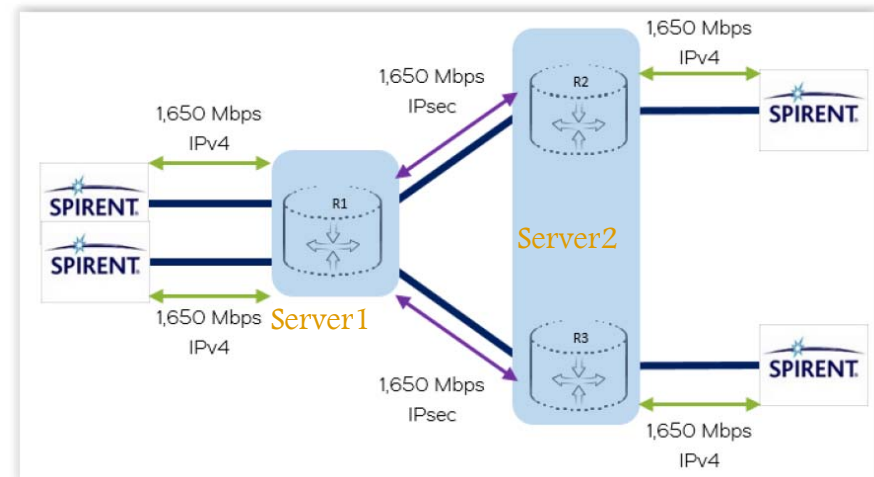 1,650 Mbps
IPv4
1,650 Mbps
IPsec
R2
1,650 Mbps
IPv4
SPIRENT®
SPIRENT®
R1
SPIRENT®
Server2
1,650 Mbps
IPv4
Server1
R3
1,650 Mbps
IPsec
SPIRENT®
1,650 Mbps
IPv4